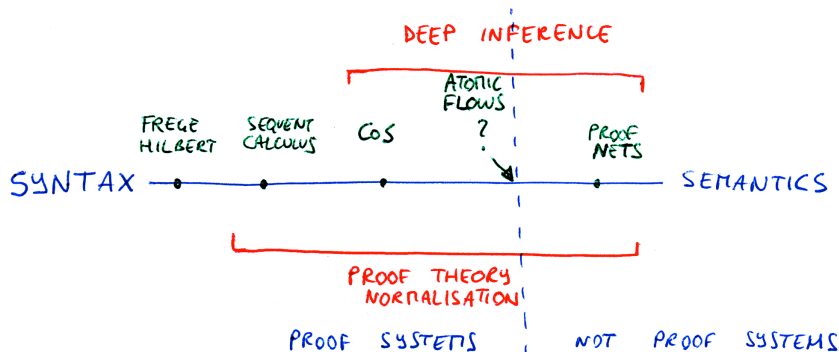 DEEP INFERENCE
ATOMIC
FLOWS
?
FREGE
HILBERT
SEQUENT
CALCULUS
CoS
PROOF
NETS
SYNTAX
SEMANTICS
PROOF THEORY
NORMALISATION
PROOF SYSTEMS
NOT PROOF SYSTEMS